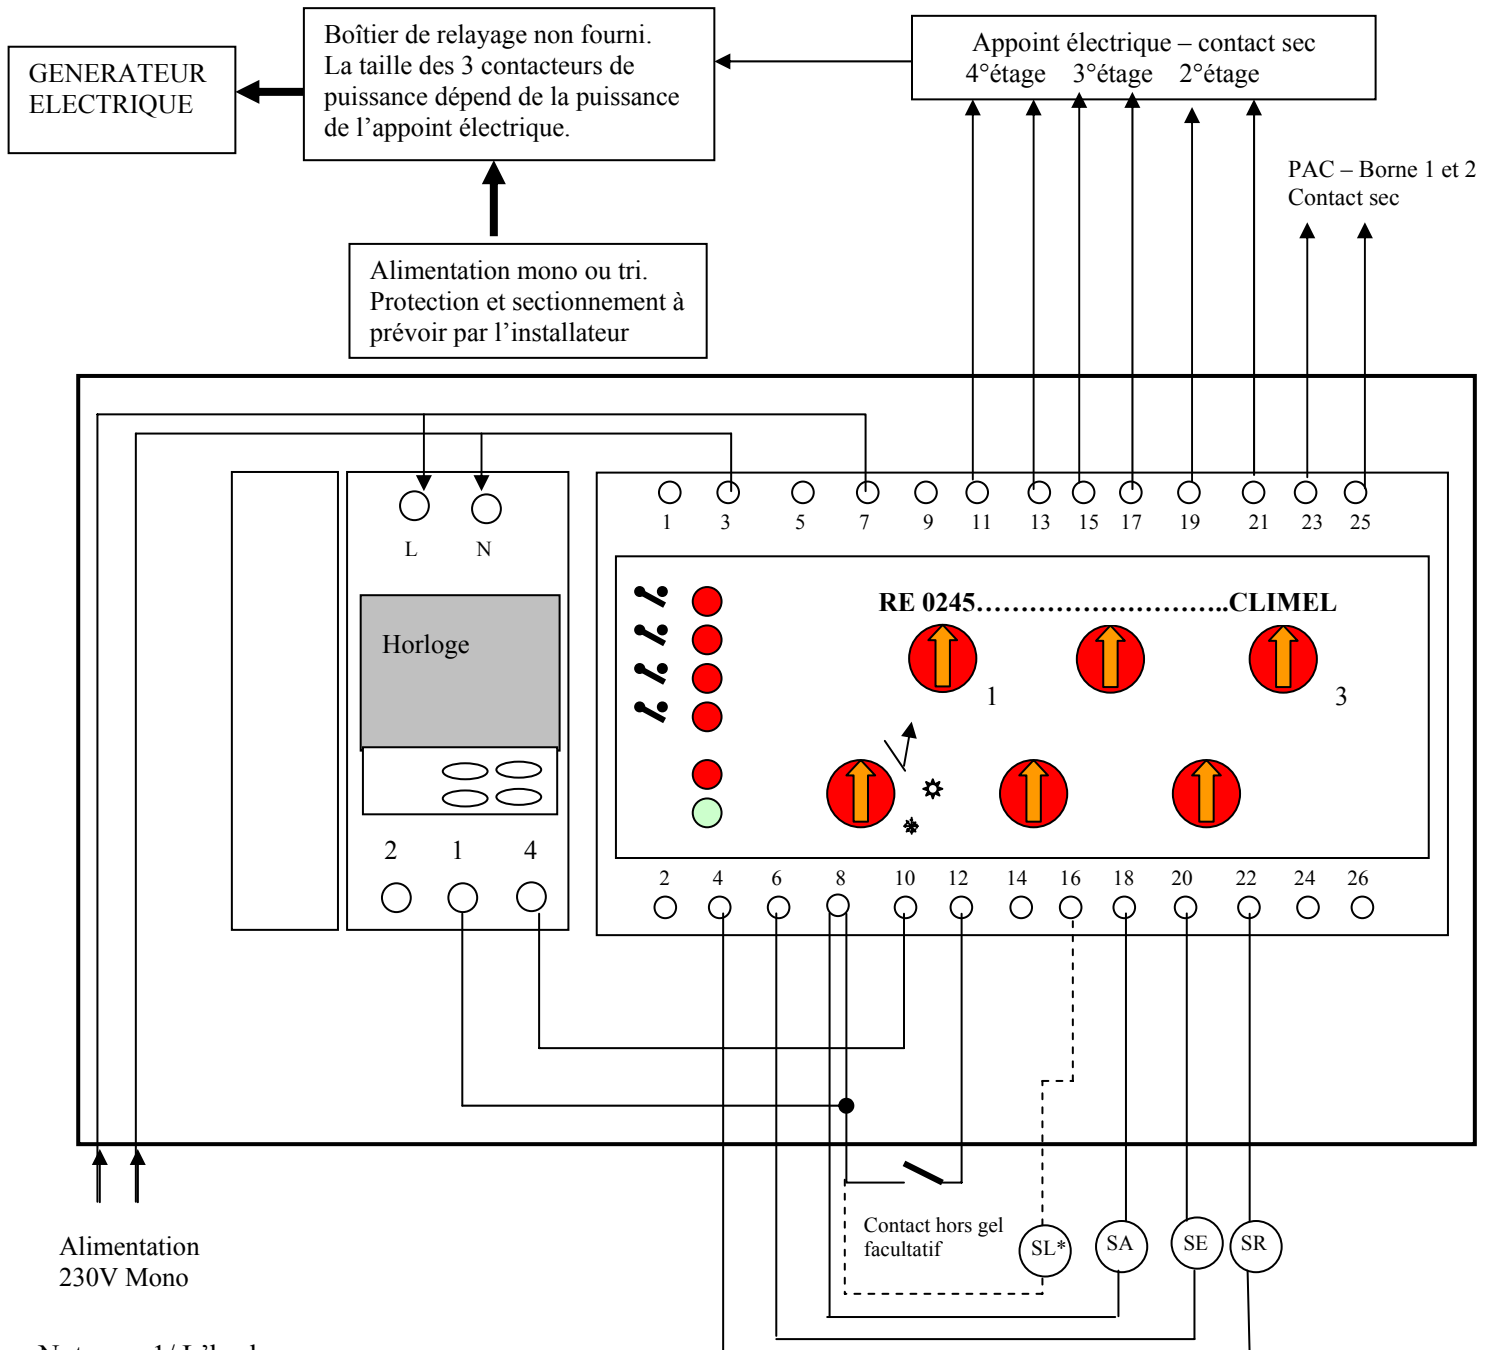 GENERATEUR
ELECTRIQUE
Boîtier de relayage non fourni.
La taille des 3 contacteurs de
puissance dépend de la puissance
de l’appoint électrique.
Appoint électrique – contact sec
4°étage 3°étage 2°étage
PAC – Borne 1 et 2
Contact sec
Alimentation mono ou tri.
Protection et sectionnement à
prévoir par l’installateur
L N
1 3 5 7 9 11 13 15 17 19 21 23 25
Horloge
RE 0245………………………..CLIMEL
1 3
2 1 4
2 4 6 8 10 12 14 16 18 20 22 24 26
Contact hors gel
facultatif
SL* SA SE SR
Alimentation
230V Mono